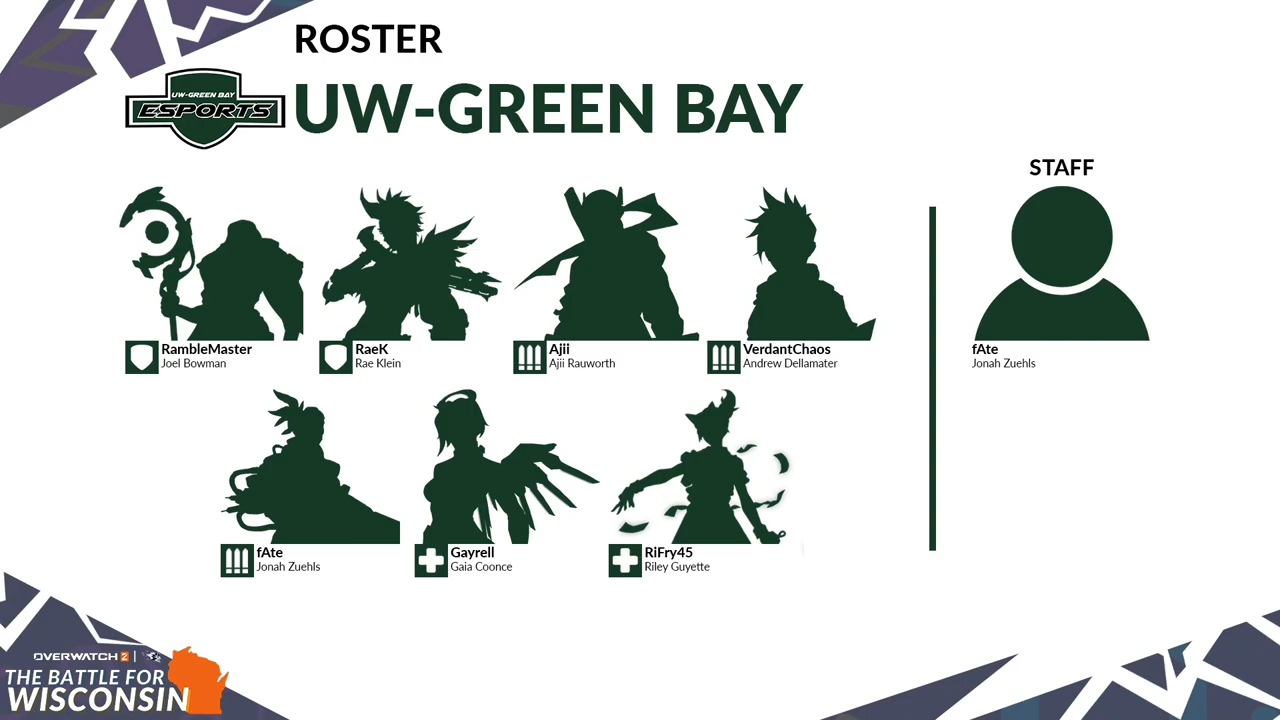 ROSTER
UW-GREEN BAY
ESPORTS
UW-GREEN BAY
STAFF
RambleMaster
Joel Bowman
RaeK
Rae Klein
Ajii
Ajii Rauworth
VerdantChaos
Andrew Dellamater
fAte
Jonah Zuehls
fAte
Jonah Zuehls
Gayrell
Gaia Coonce
RiFry45
Riley Guyette
OVERWATCH 2
THE BATTLE FOR
WISCONSIN